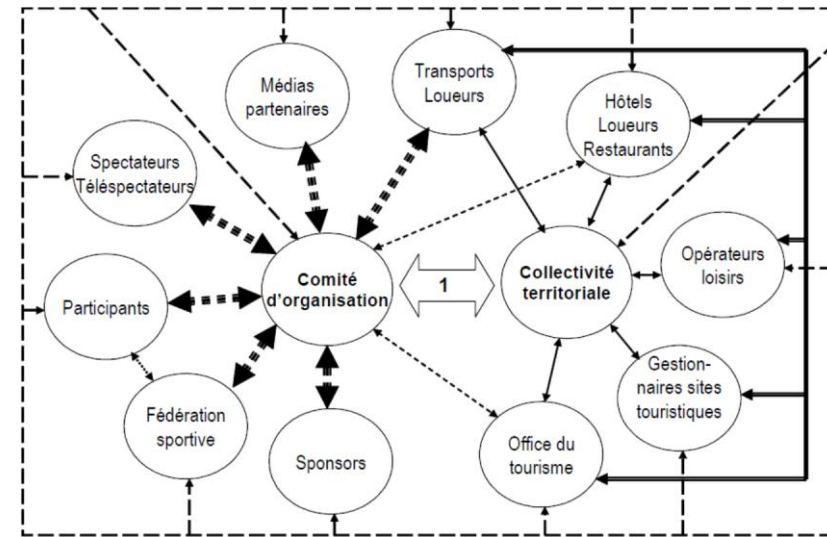 Médias
partenaires
Transports
Loueurs
Hôtels
Loueurs
Restaurants
Spectateurs
Téléspectateurs
Opérateurs
loisirs
Comité
d'organisation
1
Collectivité
territoriale
Participants
Gestion-
naires sites
touristiques
Fédération
sportive
Sponsors
Office du
tourisme